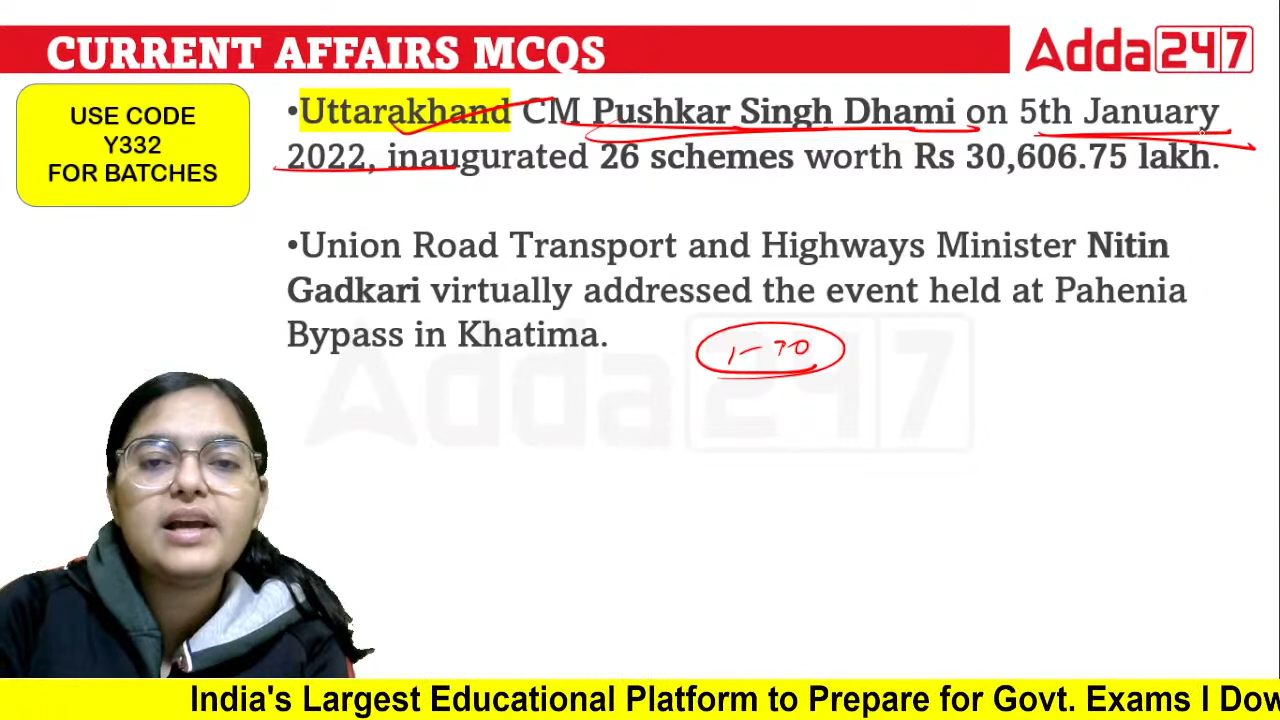 CURRENT AFFAIRS MCQS
Adda247
USE CODE
Y332
FOR BATCHES
•Uttarakhand CM Pushkar Singh Dhami on 5th January
2022, inaugurated 26 schemes worth Rs 30,606.75 lakh.
•Union Road Transport and Highways Minister Nitin
Gadkari virtually addressed the event held at Pahenia
Bypass in Khatima.
Adda247
India's Largest Educational Platform to Prepare for Govt. Exams I Dow